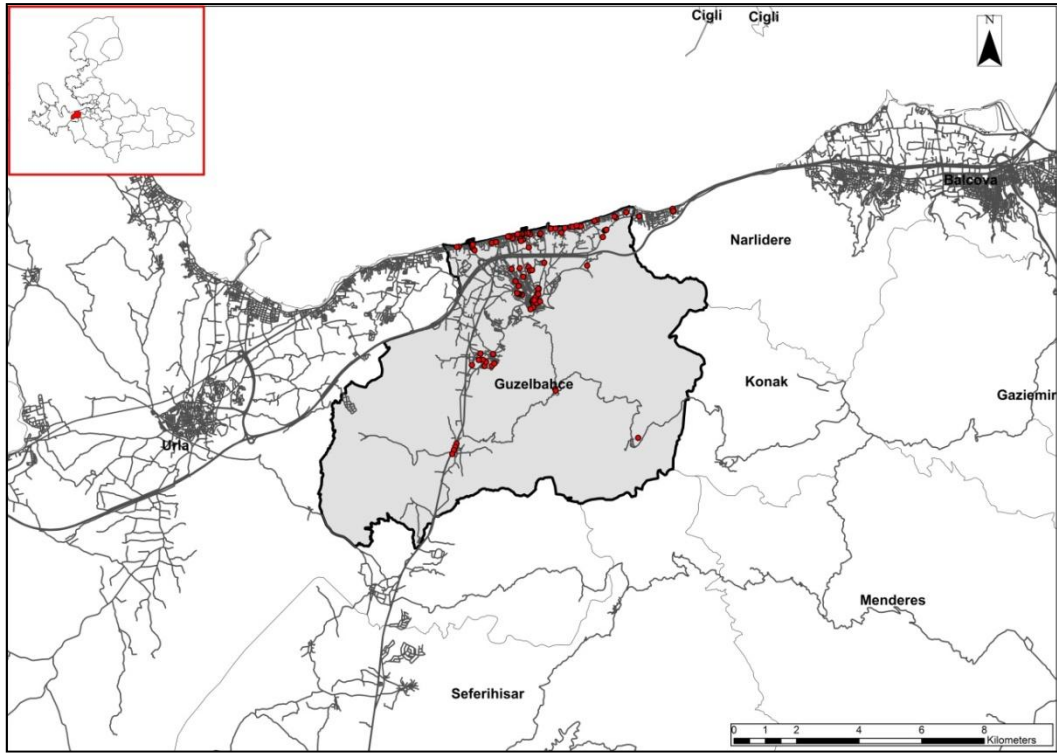 Cigli Cigli
N
Balcova
Narlidere
Guzelbahce
Konak
Gaziemir
Urla
Menderes
Seferihisar
0 1 2 4 6 8
Kilometers